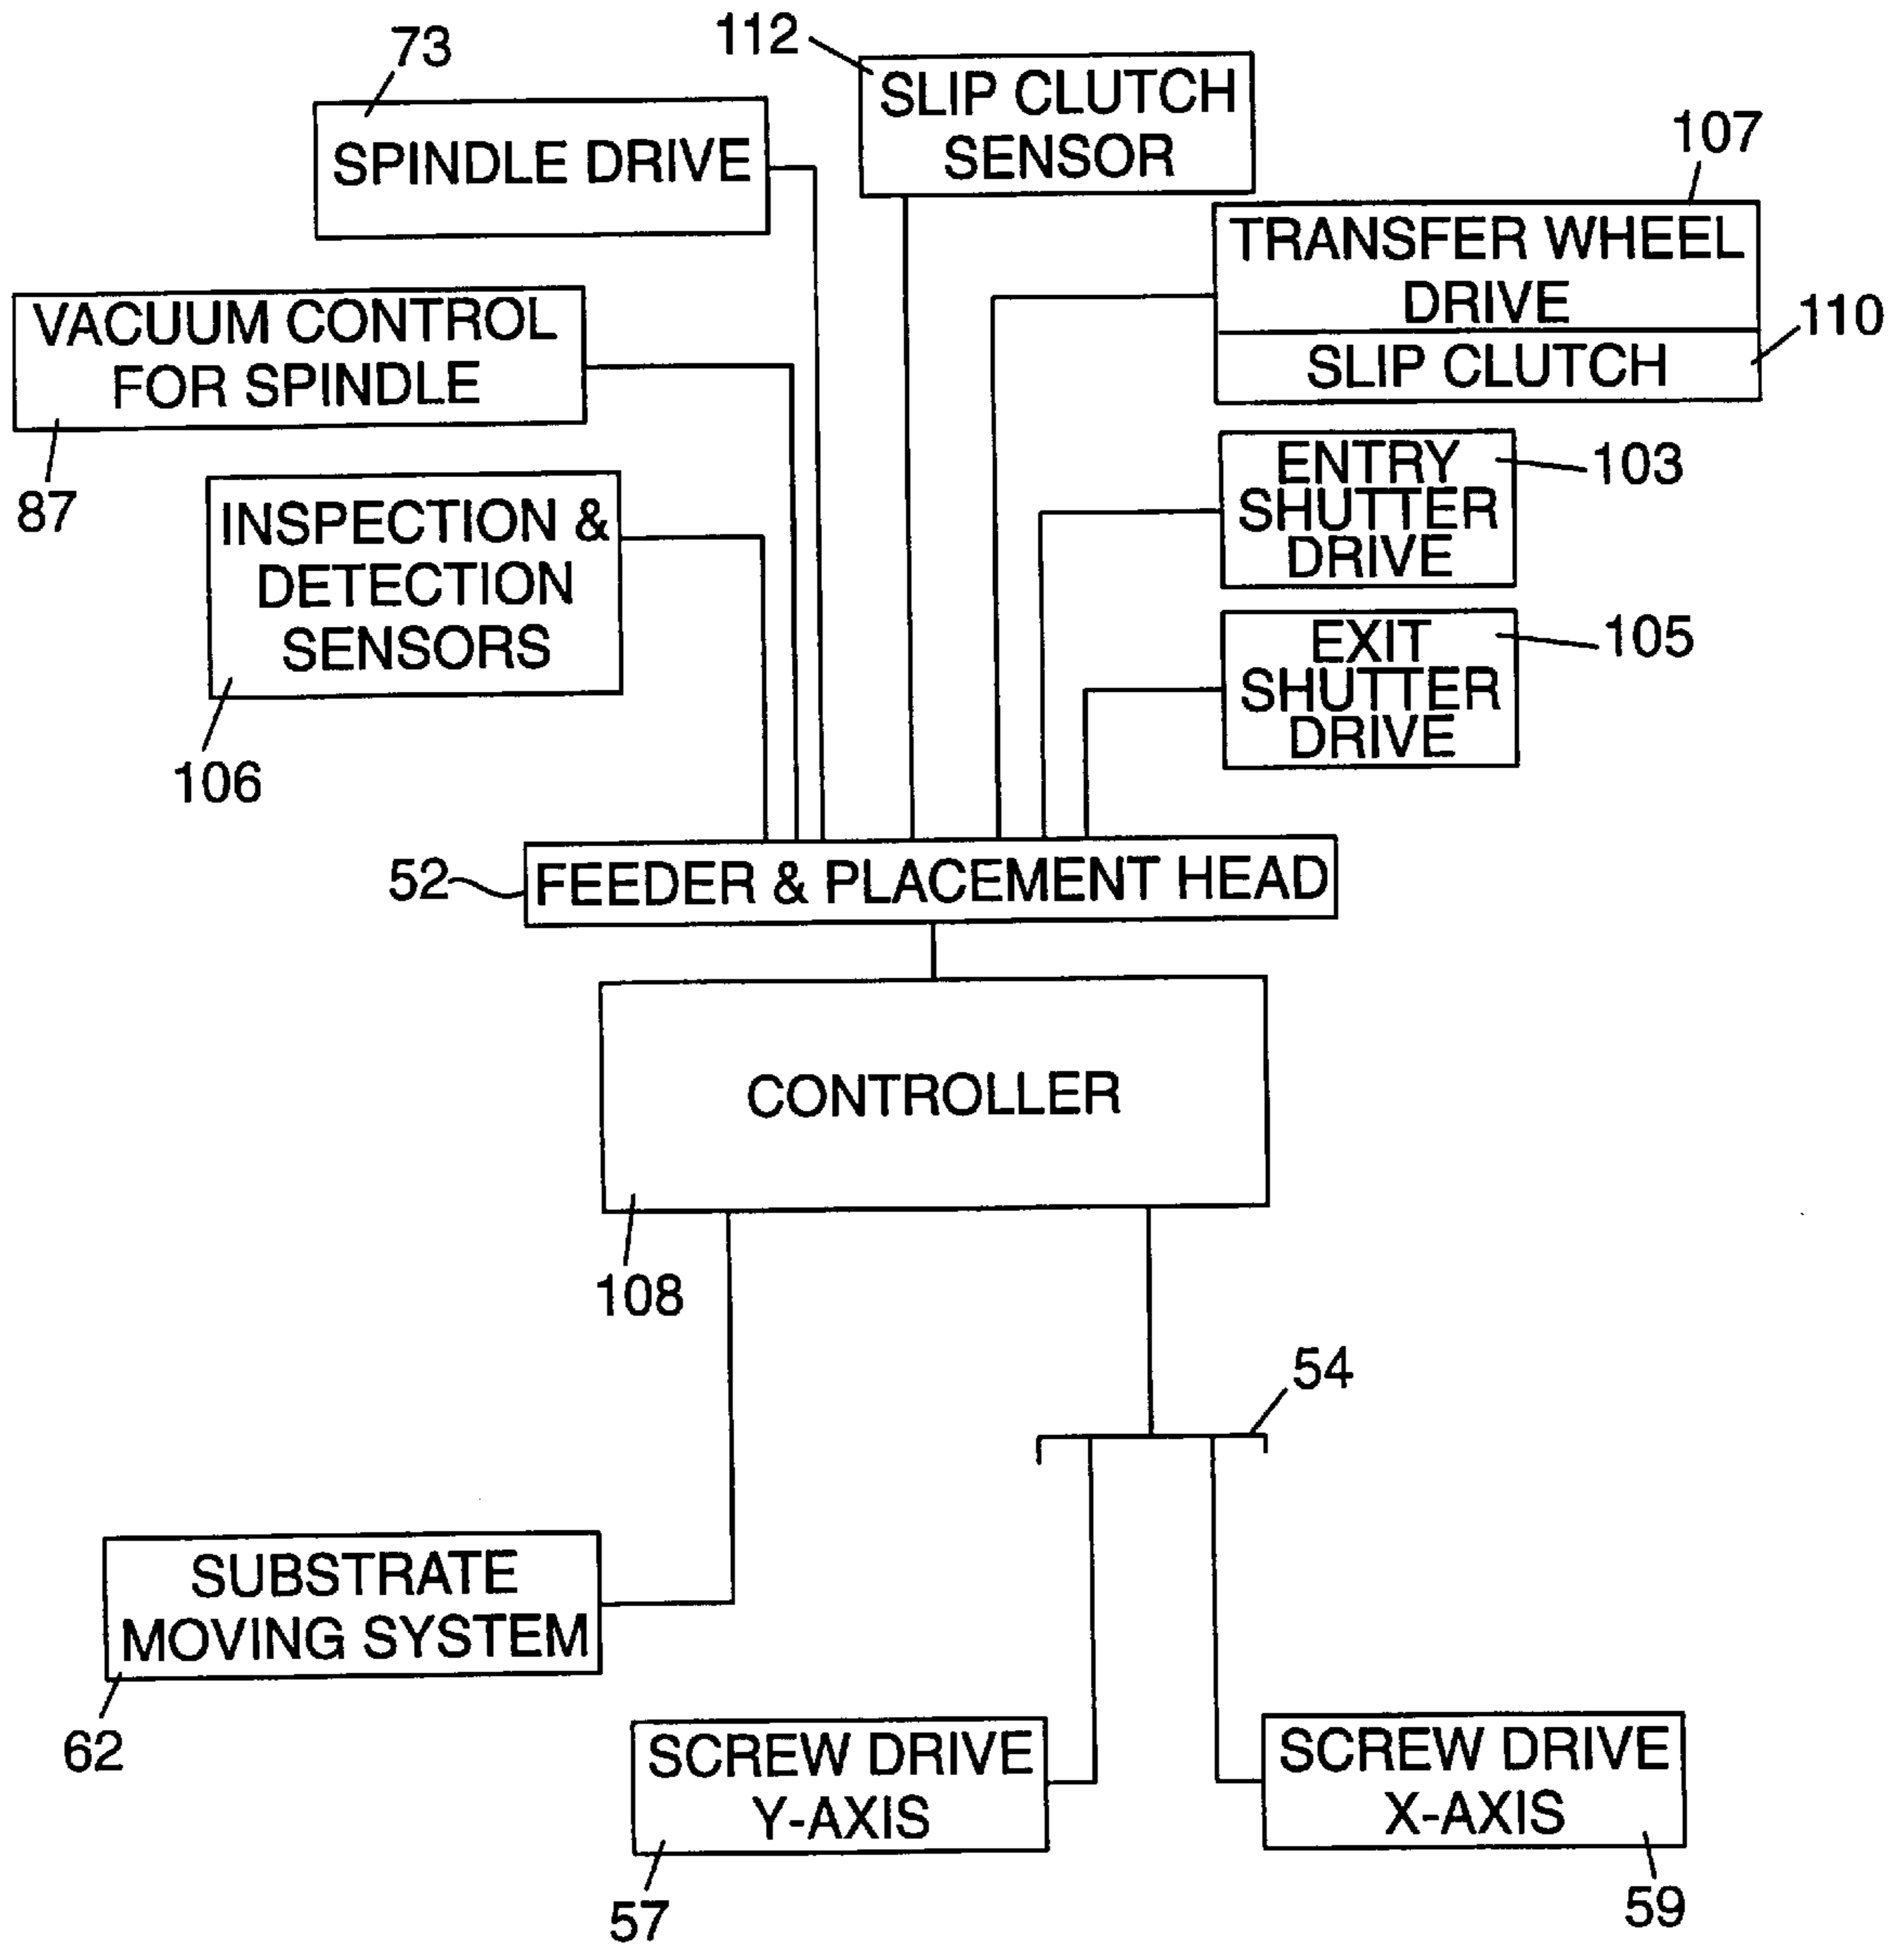 73
112
SPINDLE DRIVE
SLIP CLUTCH
SENSOR
107
TRANSFER WHEEL
DRIVE
110
SLIP CLUTCH
VACUUM CONTROL
FOR SPINDLE
87
ENTRY
SHUTTER
DRIVE
103
INSPECTION &
DETECTION
SENSORS
106
EXIT
SHUTTER
DRIVE
105
52
FEEDER & PLACEMENT HEAD
CONTROLLER
108
54
SUBSTRATE
MOVING SYSTEM
62
SCREW DRIVE
Y-AXIS
57
SCREW DRIVE
X-AXIS
59